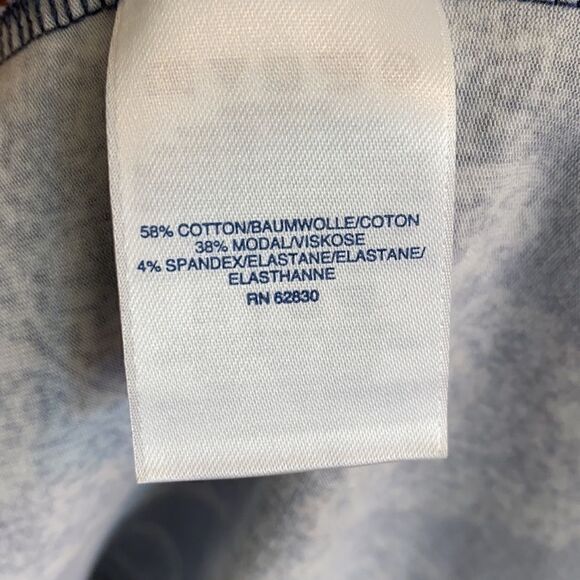 58% COTTON/BAUMWOLLE/COTON
38% MODAL/VISKOSE
4% SPANDEX/ELASTANE/ELASTANE/
ELASTHANNE
RN 62830